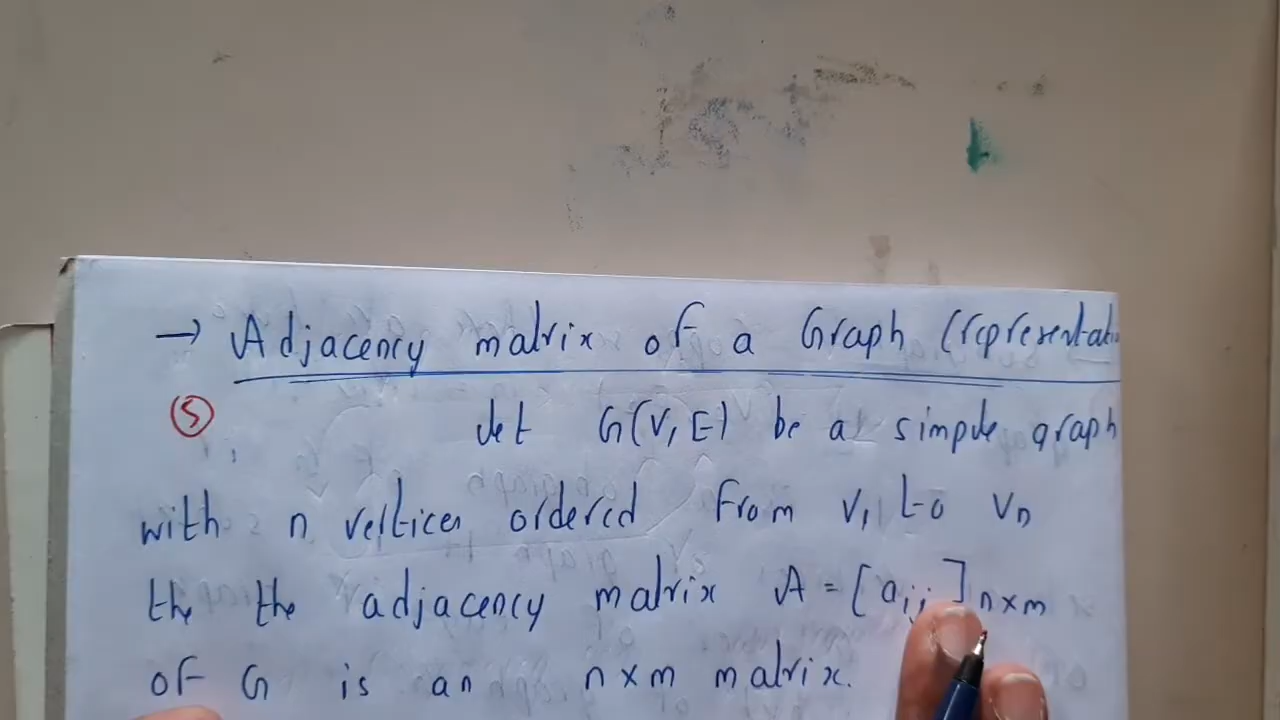 → Adjacency matrix of a Graph (representati
5 Let G(V, E) be a simple graph
with n vertices ordered from v1 to vn
the the adjacency matrix A = [aij]n×m
of G is an n×m matrix.